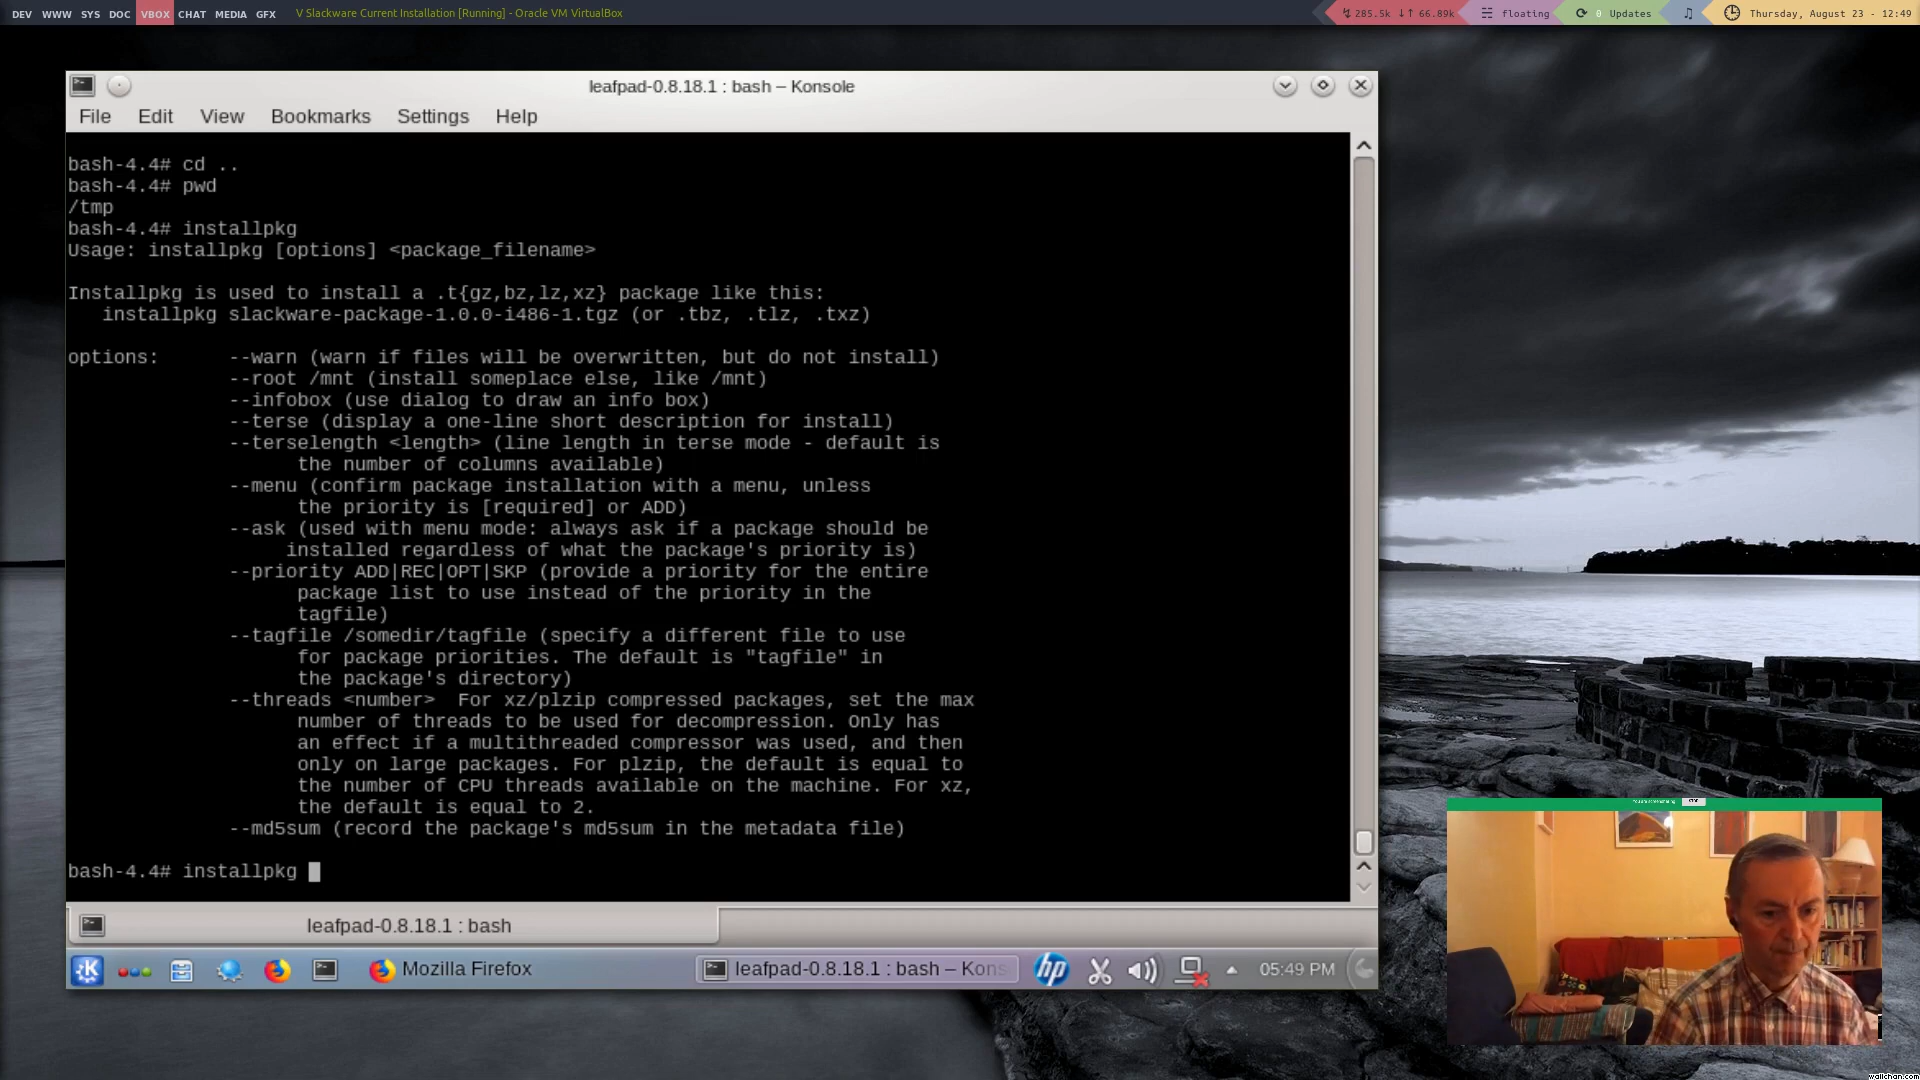 DEV WWW SYS DOC VBOX CHAT MEDIA GFX
V Slackware Current Installation [Running] - Oracle VM VirtualBox
285.5k ↓↑ 66.89k
floating
0 Updates
Thursday, August 23 - 12:49
leafpad-0.8.18.1 : bash – Konsole
File Edit View Bookmarks Settings Help
bash-4.4# cd ..
bash-4.4# pwd
/tmp
bash-4.4# installpkg
Usage: installpkg [options] <package_filename>
Installpkg is used to install a .t{gz,bz,lz,xz} package like this:
installpkg slackware-package-1.0.0-i486-1.tgz (or .tbz, .tlz, .txz)
options: --warn (warn if files will be overwritten, but do not install)
--root /mnt (install someplace else, like /mnt)
--infobox (use dialog to draw an info box)
--terse (display a one-line short description for install)
--terselength <length> (line length in terse mode - default is
the number of columns available)
--menu (confirm package installation with a menu, unless
the priority is [required] or ADD)
--ask (used with menu mode: always ask if a package should be
installed regardless of what the package's priority is)
--priority ADD|REC|OPT|SKP (provide a priority for the entire
package list to use instead of the priority in the
tagfile)
--tagfile /somedir/tagfile (specify a different file to use
for package priorities. The default is "tagfile" in
the package's directory)
--threads <number>  For xz/plzip compressed packages, set the max
number of threads to be used for decompression. Only has
an effect if a multithreaded compressor was used, and then
only on large packages. For plzip, the default is equal to
the number of CPU threads available on the machine. For xz,
the default is equal to 2.
--md5sum (record the package's md5sum in the metadata file)
bash-4.4# installpkg
leafpad-0.8.18.1 : bash
Mozilla Firefox
leafpad-0.8.18.1 : bash – Kons
hp
05:49 PM
wallchan.com